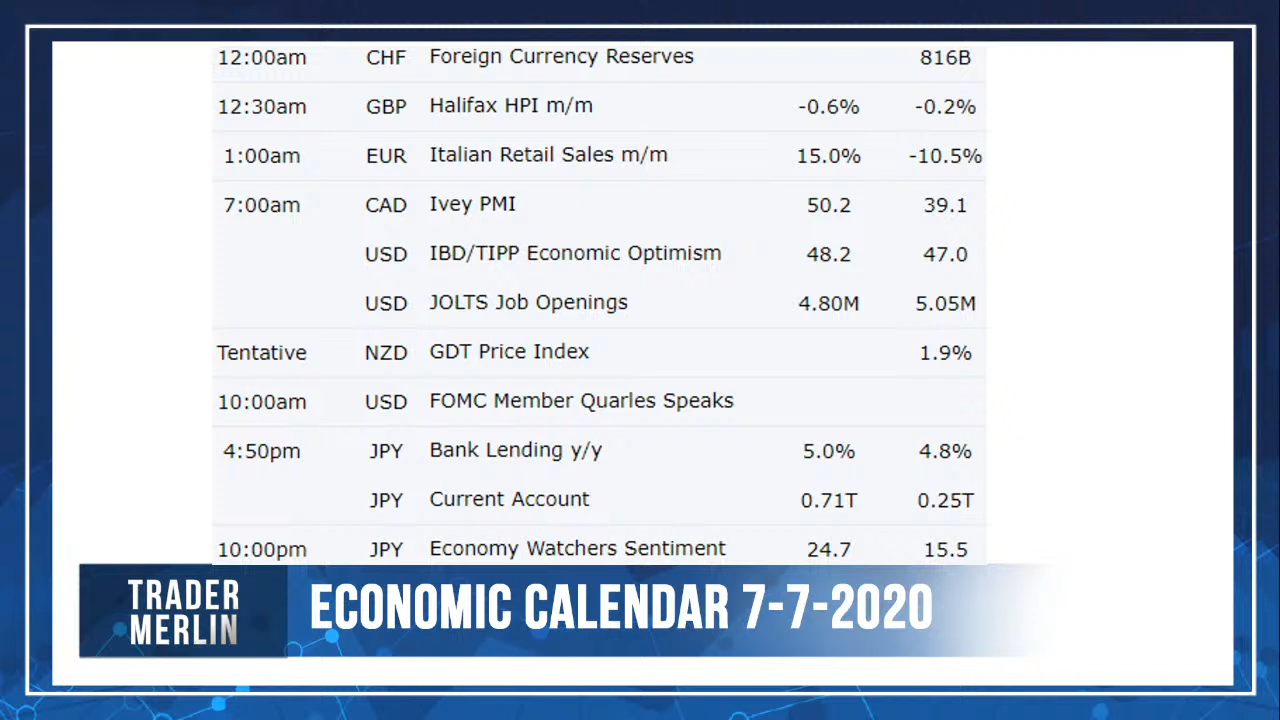 12:00am CHF Foreign Currency Reserves 816B
12:30am GBP Halifax HPI m/m -0.6% -0.2%
1:00am EUR Italian Retail Sales m/m 15.0% -10.5%
7:00am CAD Ivey PMI 50.2 39.1
USD IBD/TIPP Economic Optimism 48.2 47.0
USD JOLTS Job Openings 4.80M 5.05M
Tentative NZD GDT Price Index 1.9%
10:00am USD FOMC Member Quarles Speaks
4:50pm JPY Bank Lending y/y 5.0% 4.8%
JPY Current Account 0.71T 0.25T
10:00pm JPY Economy Watchers Sentiment 24.7 15.5
TRADER
MERLIN
ECONOMIC CALENDAR 7-7-2020